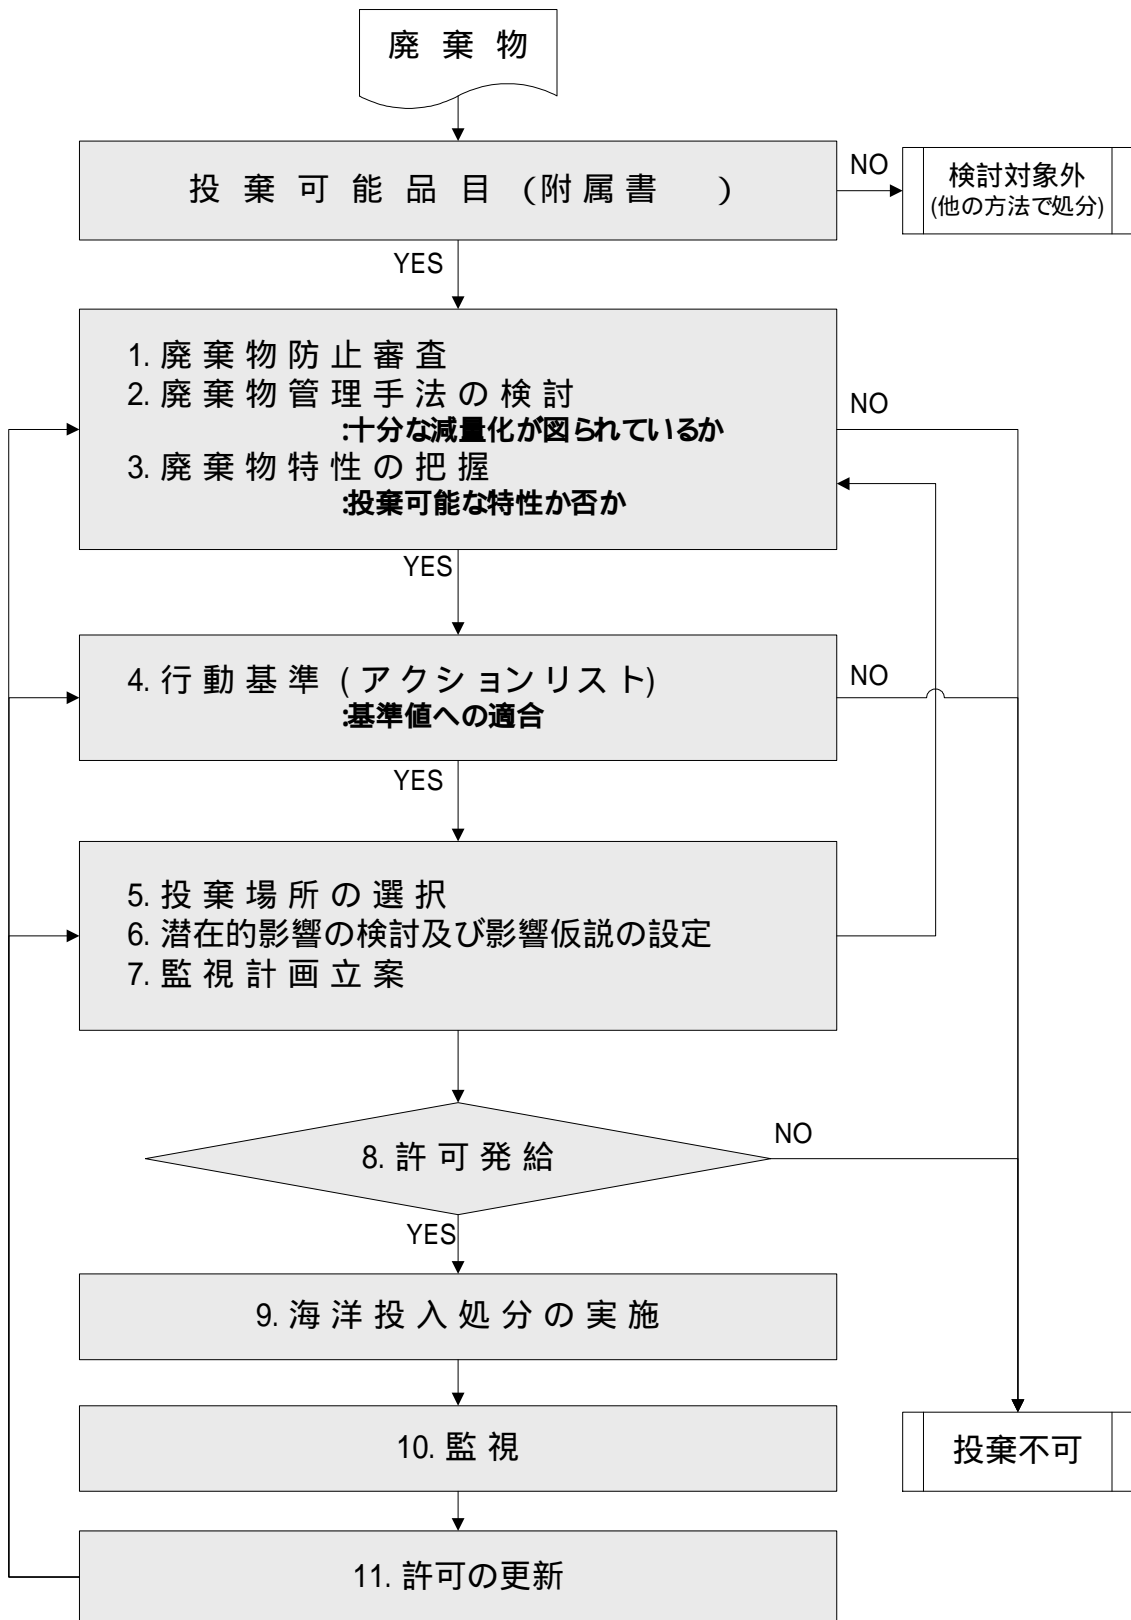 廃棄物
投棄可能品目（附属書　）
NO
検討対象外
(他の方法で処分)
YES
1. 廃棄物防止審査
2. 廃棄物管理手法の検討
:十分な減量化が図られているか
3. 廃棄物特性の把握
:投棄可能な特性か否か
NO
YES
4. 行動基準（アクションリスト)
:基準値への適合
NO
YES
5. 投棄場所の選択
6. 潜在的影響の検討及び影響仮説の設定
7. 監視計画立案
8. 許可発給
NO
YES
9. 海洋投入処分の実施
10. 監視
投棄不可
11. 許可の更新